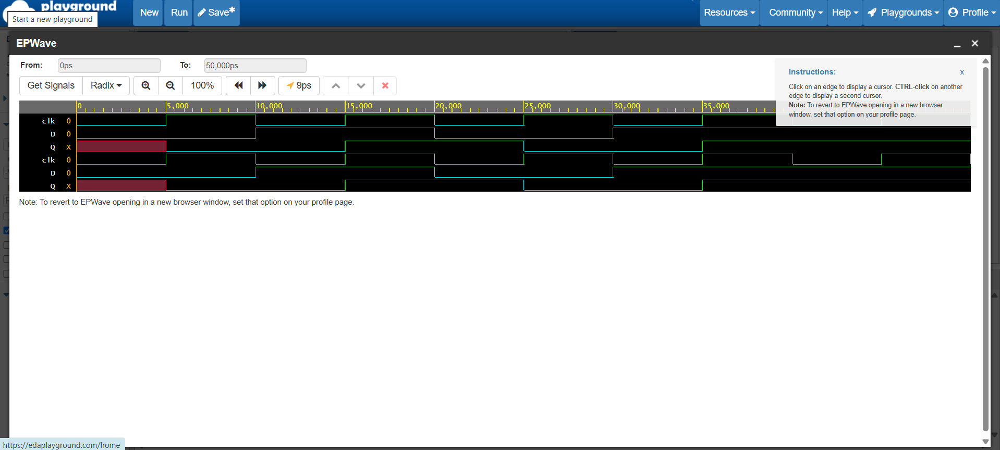 playground
Start a new playground
New
Run
Save*
Resources
Community
Help
Playgrounds
Profile
EPWave
From:
0ps
To:
50,000ps
Get Signals
Radix
100%
9ps
Instructions:
x
Click on an edge to display a cursor. CTRL-click on another
edge to display a second cursor.
Note: To revert to EPWave opening in a new browser
window, set that option on your profile page.
0 5,000 10,000 15,000 20,000 25,000 30,000 35,000
clk 0
D 0
Q X
clk 0
D 0
Q X
Note: To revert to EPWave opening in a new browser window, set that option on your profile page.
https://edaplayground.com/home